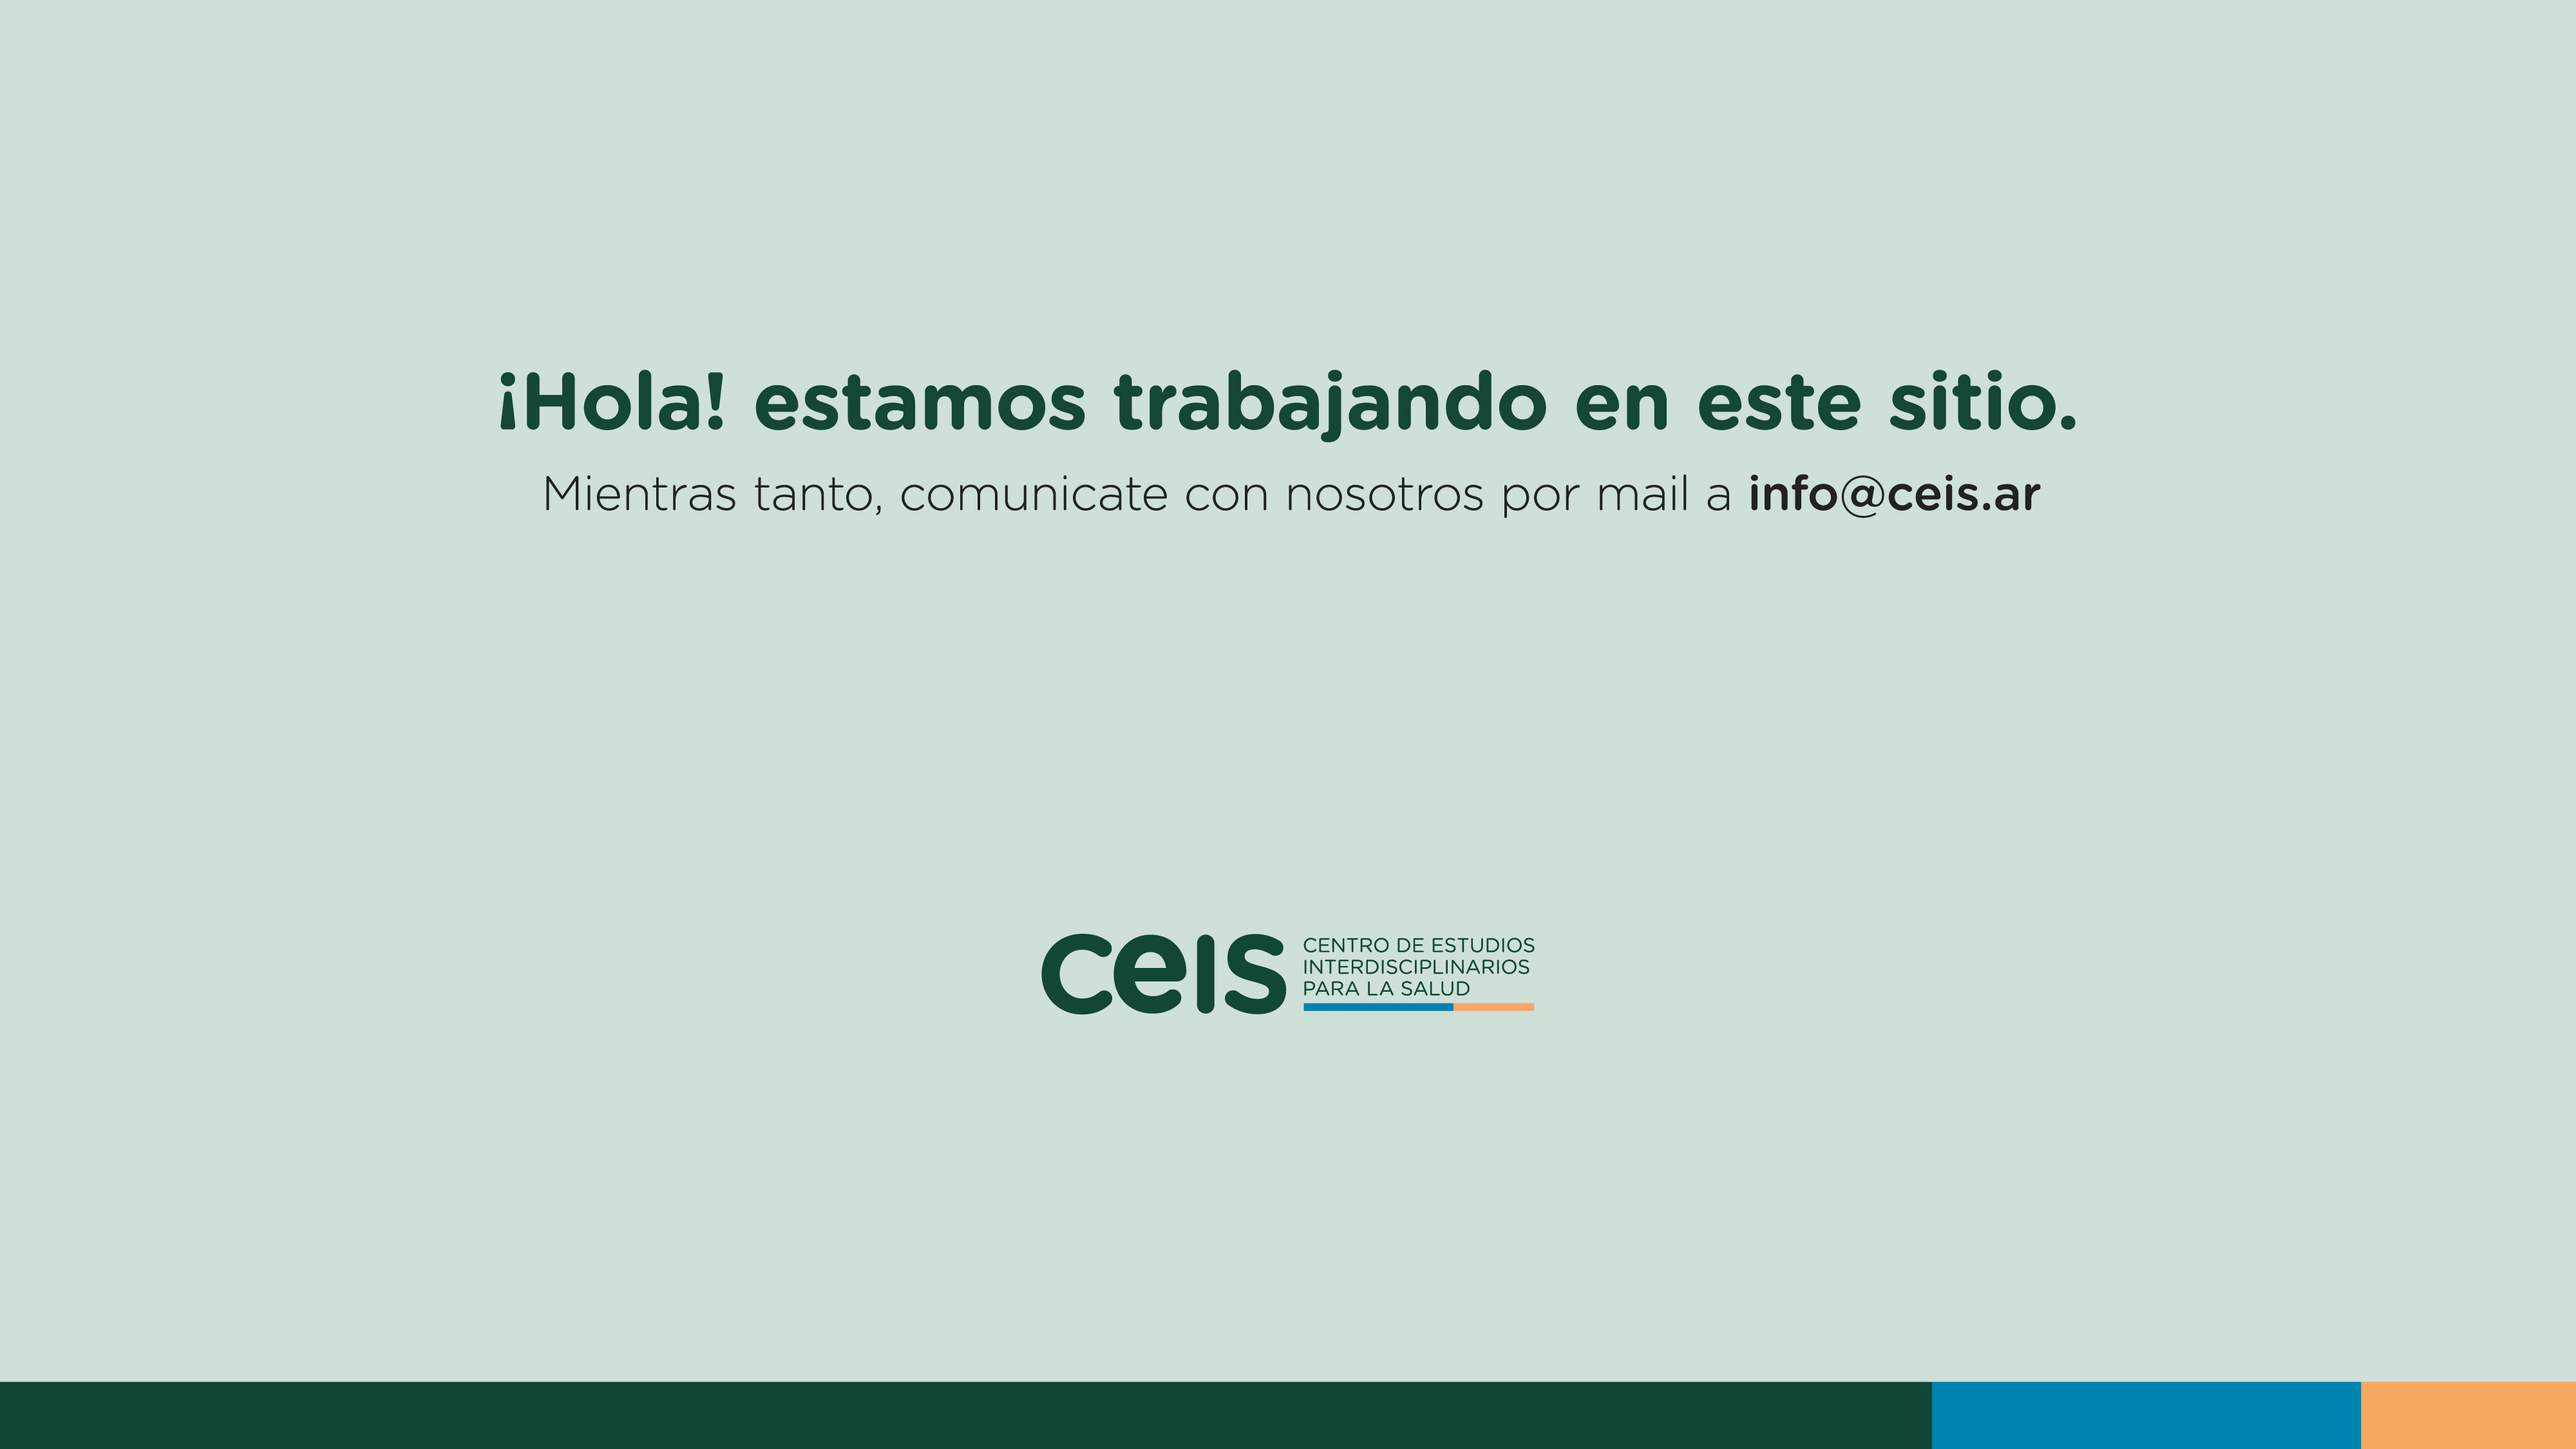 ¡Hola! estamos trabajando en este sitio.
Mientras tanto, comunicate con nosotros por mail a info@ceis.ar
ceis
CENTRO DE ESTUDIOS
INTERDISCIPLINARIOS
PARA LA SALUD